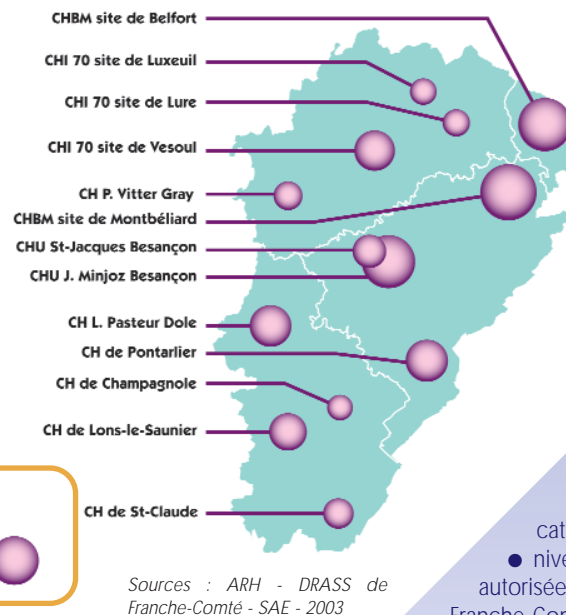 CHBM site de Belfort
CHI 70 site de Luxeuil
CHI 70 site de Lure
CHI 70 site de Vesoul
CH P. Vitter Gray
CHBM site de Montbéliard
CHU St-Jacques Besançon
CHU J. Minjoz Besançon
CH L. Pasteur Dole
CH de Pontarlier
CH de Champagnole
CH de Lons-le-Saunier
CH de St-Claude
Sources : ARH - DRASS de
Franche-Comté - SAE - 2003
cat
● nive
autorisée